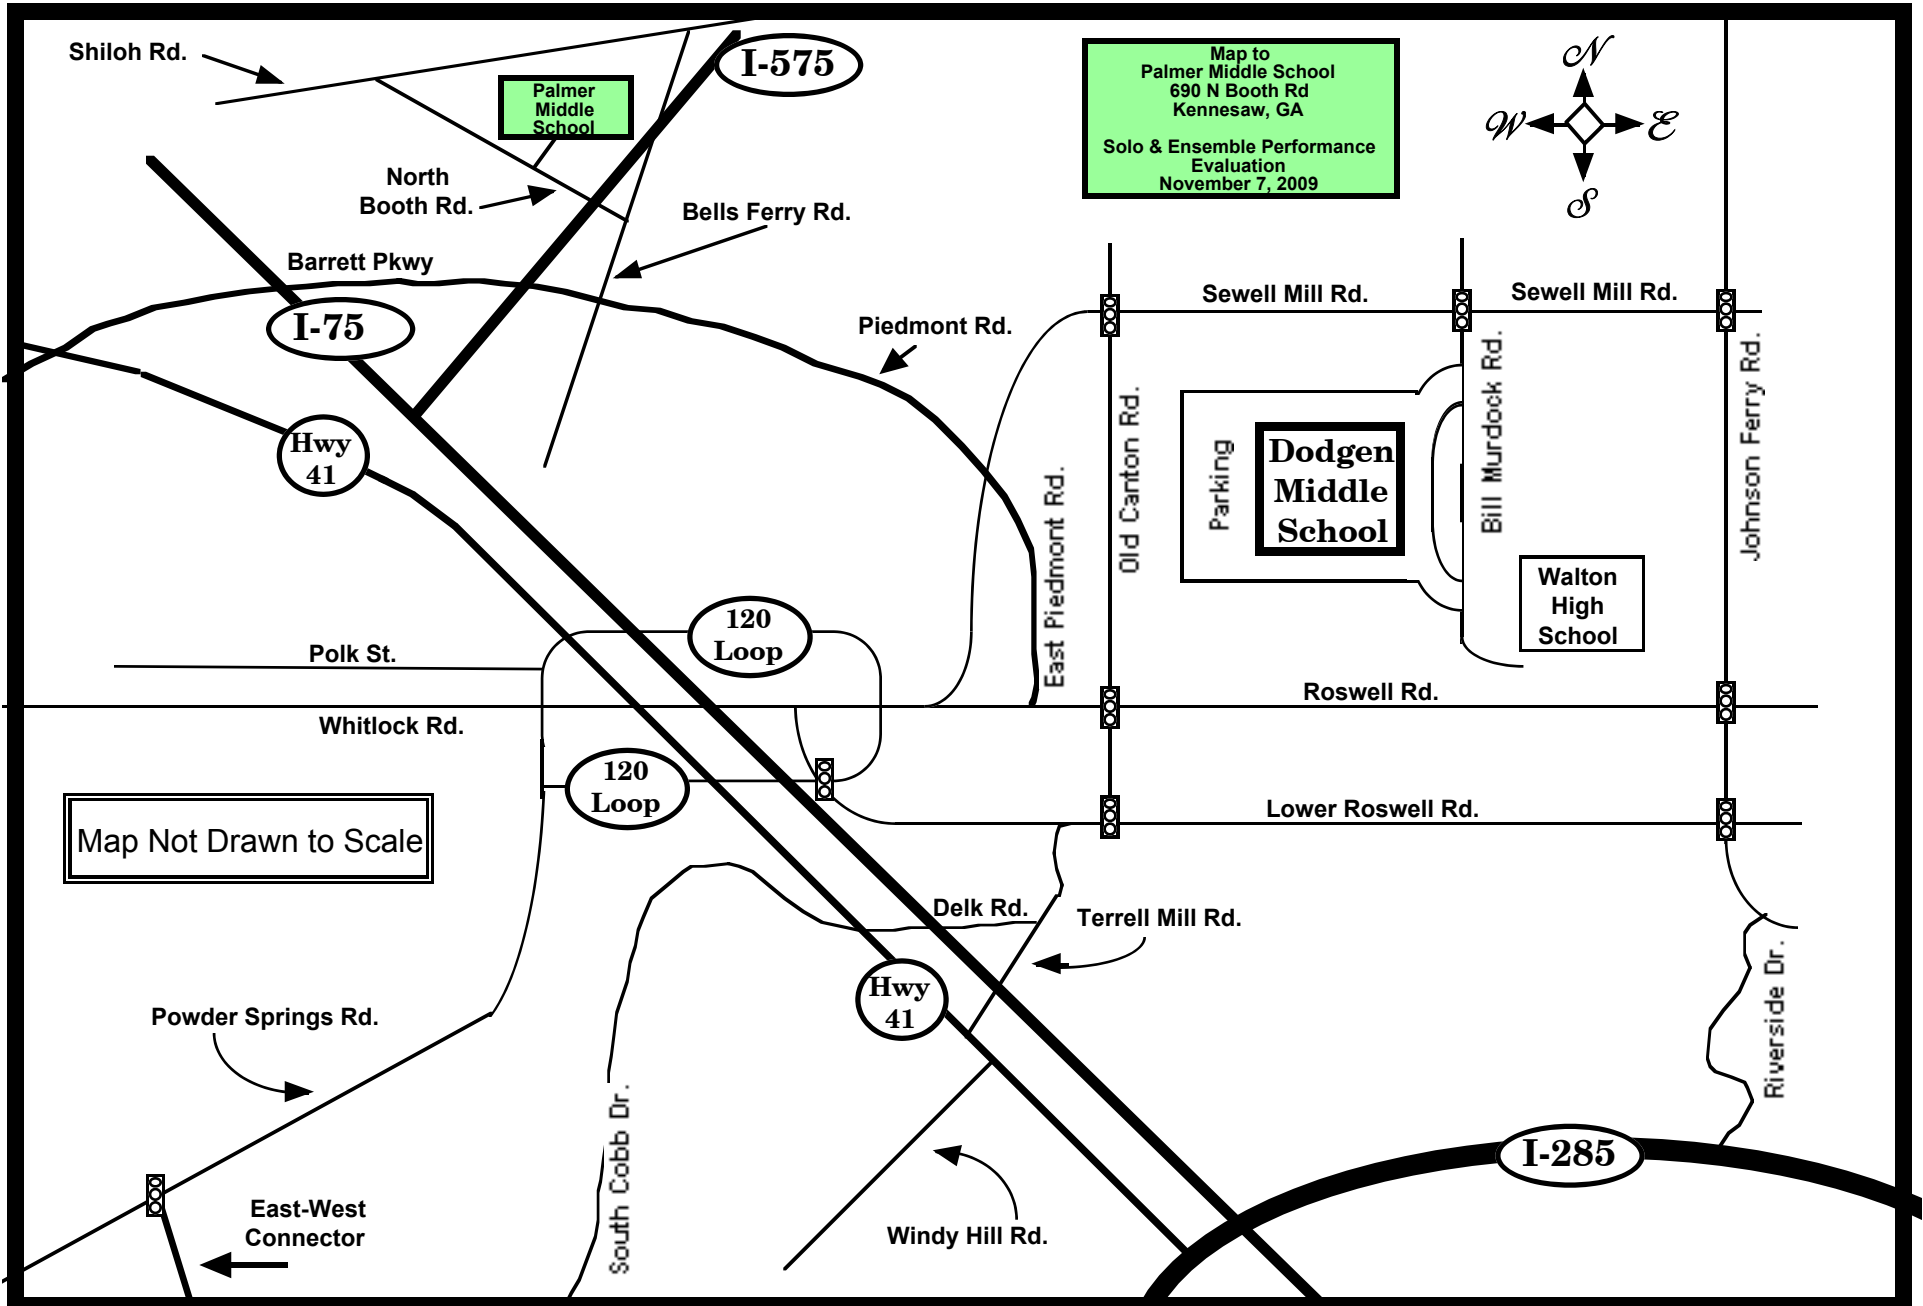 Shiloh Rd.
I-575
Palmer
Middle
School
Map to
Palmer Middle School
690 N Booth Rd
Kennesaw, GA
Solo & Ensemble Performance
Evaluation
November 7, 2009
N
W
E
S
North
Booth Rd.
Bells Ferry Rd.
Barrett Pkwy
I-75
Piedmont Rd.
Sewell Mill Rd.
Sewell Mill Rd.
Hwy
41
East Piedmont Rd.
Old Canton Rd.
Parking
Dodgen
Middle
School
Bill Murdock Rd.
Johnson Ferry Rd.
Walton
High
School
120
Loop
Polk St.
Roswell Rd.
Whitlock Rd.
120
Loop
Lower Roswell Rd.
Map Not Drawn to Scale
Delk Rd.
Terrell Mill Rd.
Hwy
41
Powder Springs Rd.
Riverside Dr.
South Cobb Dr.
I-285
East-West
Connector
Windy Hill Rd.